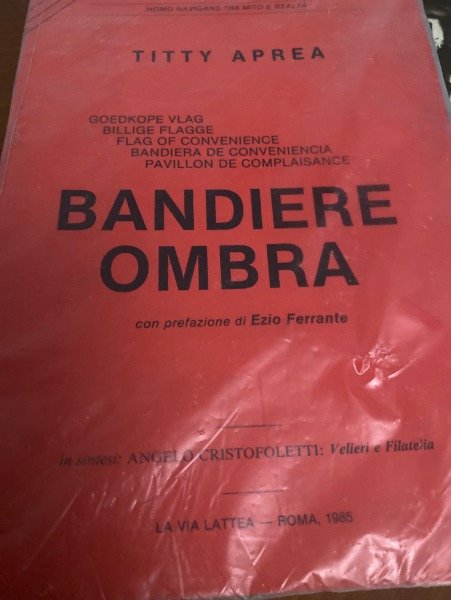 HOMO NAVIGANS TRA MITO E REALTÀ
TITTY APREA
GOEDKOPE VLAG
BILLIGE FLAGGE
FLAG OF CONVENIENCE
BANDIERA DE CONVENIENCIA
PAVILLON DE COMPLAISANCE
BANDIERE
OMBRA
con prefazione di Ezio Ferrante
in sintesi: ANGELO CRISTOFOLETTI: Velieri e Filatelia
LA VIA LATTEA — ROMA, 1985